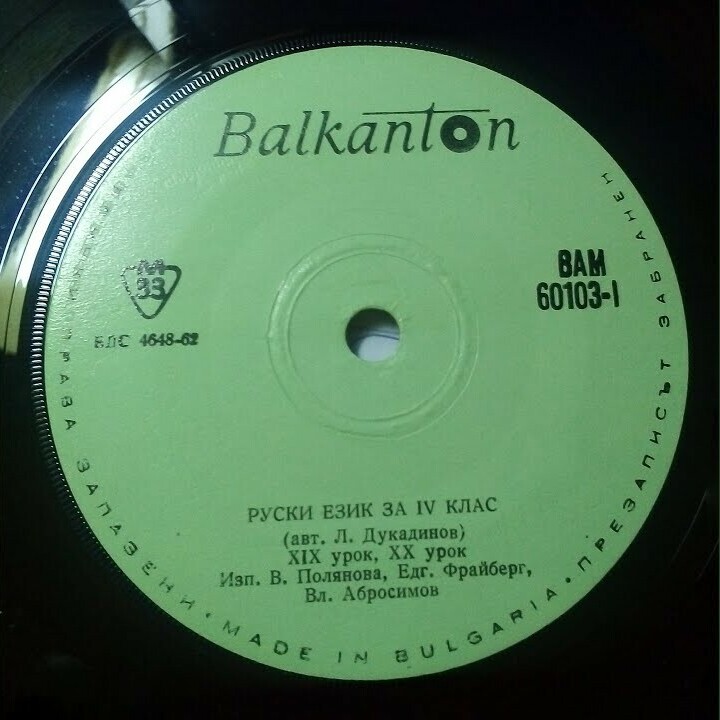 Balkanton
M
33
БДС 4648-62
ВАМ
60103-I
РУСКИ ЕЗИК ЗА IV КЛАС
(авт. Л. Дукадинов)
XIX урок, XX урок
Изп. В. Полянова, Едг. Фрайберг,
Вл. Абросимов
ПРАВА ЗАПАЗЕНИ • MADE IN BULGARIA • ПРЕЗАПИСЪТ ЗАБРАНЕН